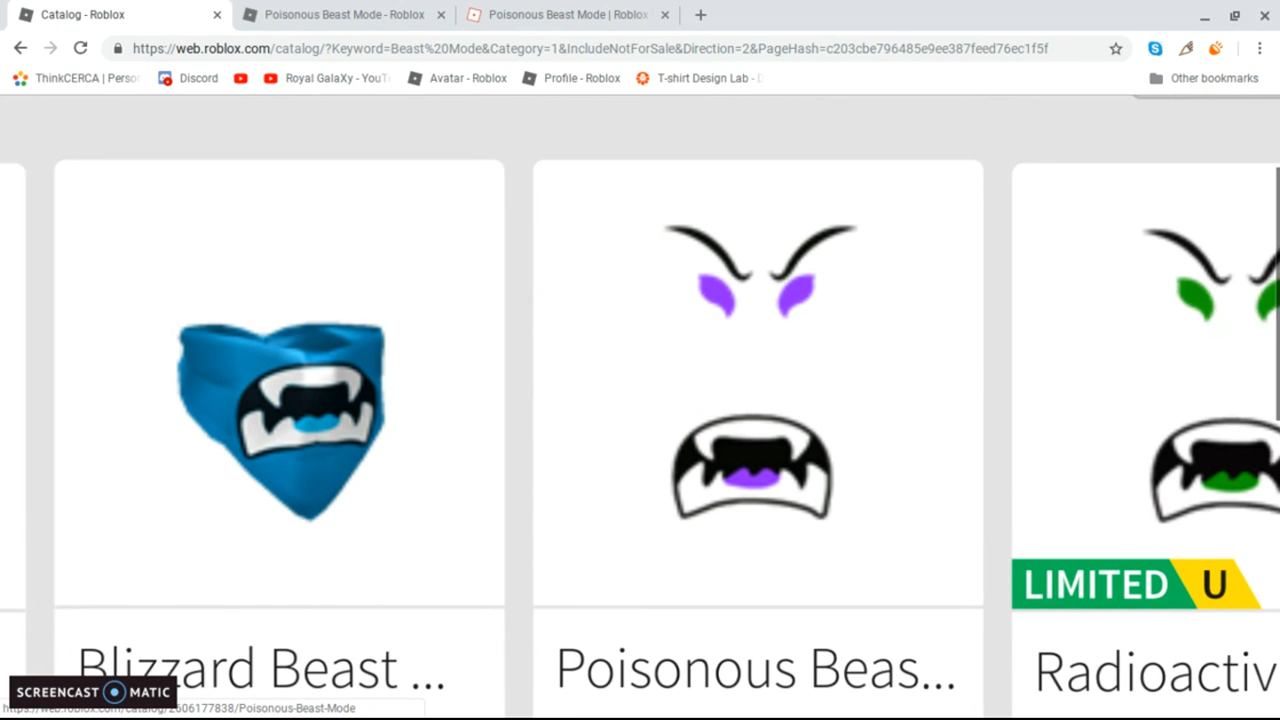 Catalog - Roblox
Poisonous Beast Mode - Roblox
Poisonous Beast Mode | Roblox
https://web.roblox.com/catalog/?Keyword=Beast%20Mode&Category=1&IncludeNotForSale&Direction=2&PageHash=c203cbe796485e9ee387feed76ec1f5f
ThinkCERCA | Perso
Discord
Royal GalaXy - YouT
Avatar - Roblox
Profile - Roblox
T-shirt Design Lab - D
Other bookmarks
LIMITED U
Blizzard Beast ...
Poisonous Beas...
Radioactiv
SCREENCAST MATIC
https://web.roblox.com/catalog/2606177838/Poisonous-Beast-Mode